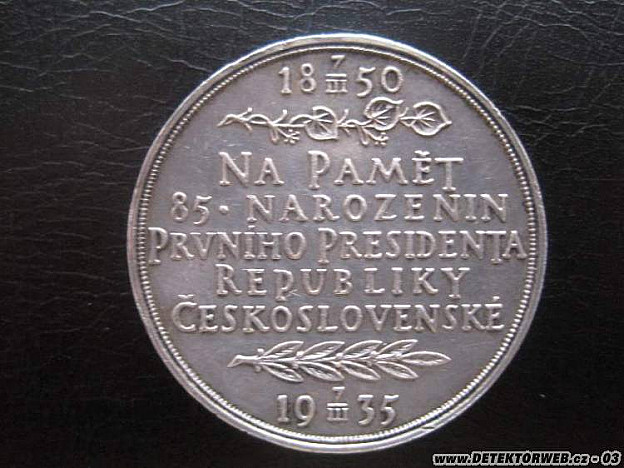 18 7/III 50
NA PAMĚT
85. NAROZENIN
PRVNÍHO PRESIDENTA
REPUBLIKY
ČESKOSLOVENSKÉ
19 7/III 35
www.DETEKTORWEB.cz - 03